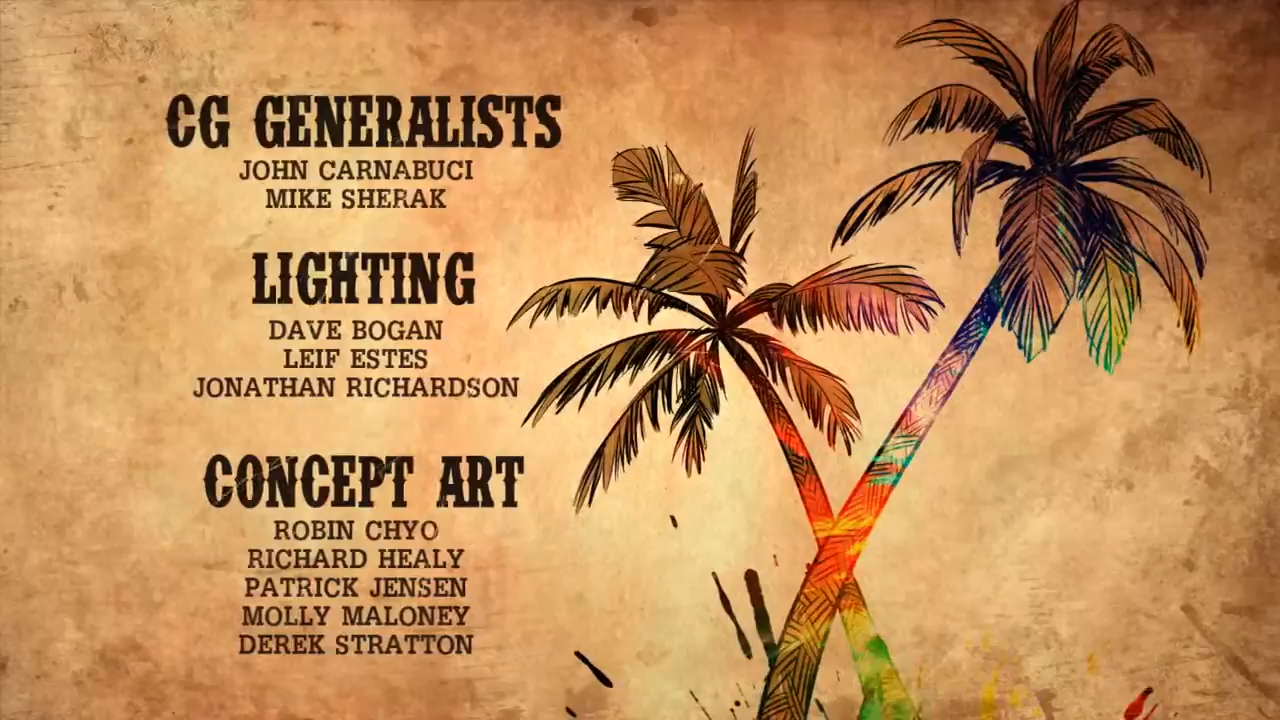 CG GENERALISTS
JOHN CARNABUCI
MIKE SHERAK
LIGHTING
DAVE BOGAN
LEIF ESTES
JONATHAN RICHARDSON
CONCEPT ART
ROBIN CHYO
RICHARD HEALY
PATRICK JENSEN
MOLLY MALONEY
DEREK STRATTON